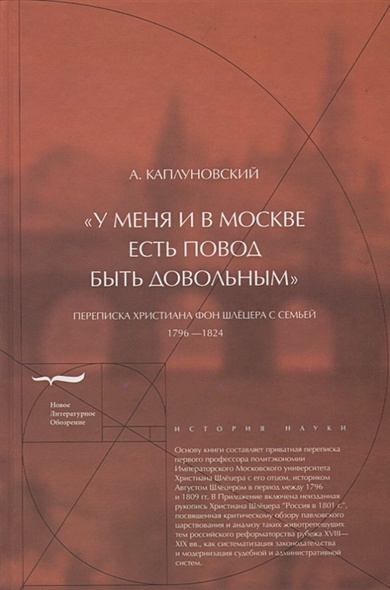 А. КАПЛУНОВСКИЙ
«У МЕНЯ И В МОСКВЕ
ЕСТЬ ПОВОД
БЫТЬ ДОВОЛЬНЫМ»
ПЕРЕПИСКА ХРИСТИАНА ФОН ШЛЁЦЕРА С СЕМЬЕЙ
1796 —1824
Новое
Литературное
Обозрение
ИСТОРИЯ НАУКИ
Основу книги составляет приватная переписка
первого профессора политэкономии
Императорского Московского университета
Христиана Шлёцера с его отцом, историком
Августом Шлёцером в период между 1796
и 1809 гг. В Приложение включена неизданная
рукопись Христиана Шлёцера "Россия в 1801 г.",
посвященная критическому обзору павловского
царствования и анализу таких животрепещущих
тем российского реформаторства рубежа XVIII—
XIX вв., как систематизация законодательства
и модернизация судебной и административной
систем.